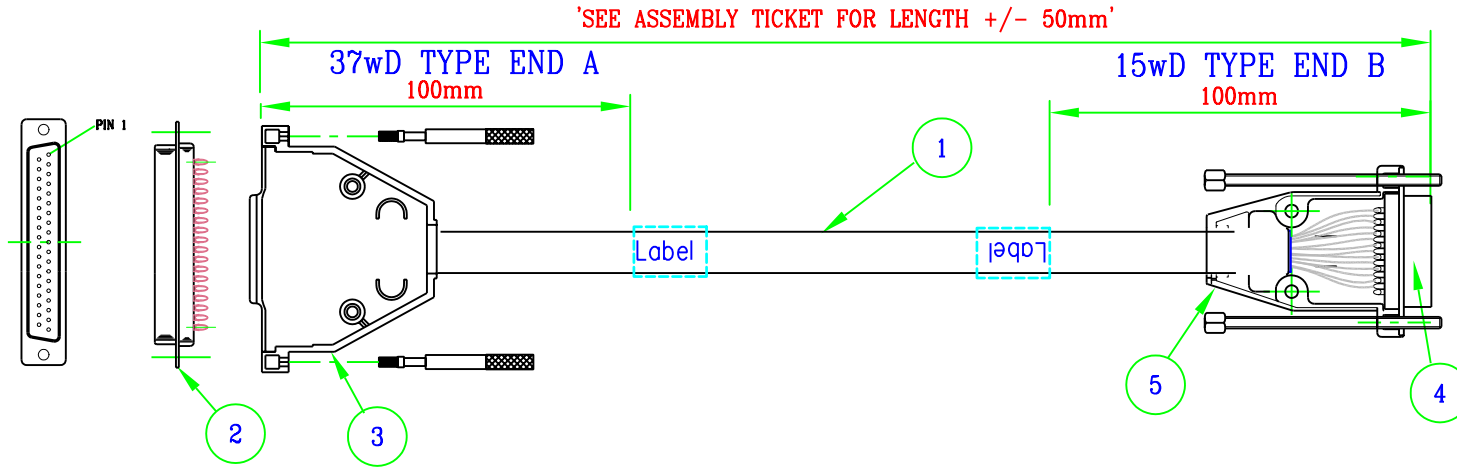 'SEE ASSEMBLY TICKET FOR LENGTH +/- 50mm'
37wD TYPE END A
15wD TYPE END B
100mm
100mm
PIN 1
1
Label
Label
5
4
2
3